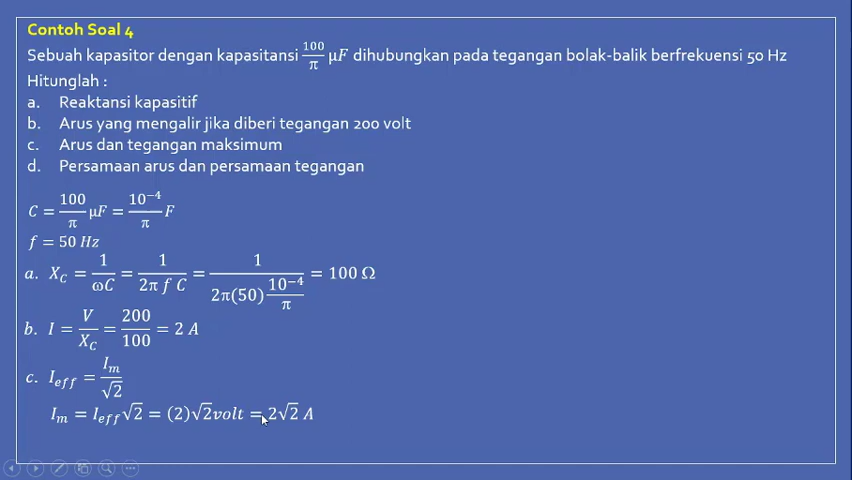 Contoh Soal 4
Sebuah kapasitor dengan kapasitansi 100/π μF dihubungkan pada tegangan bolak-balik berfrekuensi 50 Hz
Hitunglah :
a. Reaktansi kapasitif
b. Arus yang mengalir jika diberi tegangan 200 volt
c. Arus dan tegangan maksimum
d. Persamaan arus dan persamaan tegangan
C = 100/π μF = 10⁻⁴/π F
f = 50 Hz
a. X_C = 1/ωC = 1/(2π f C) = 1/(2π(50) 10⁻⁴/π) = 100 Ω
b. I = V/X_C = 200/100 = 2 A
c. I_eff = I_m/√2
I_m = I_eff√2 = (2)√2volt = 2√2 A